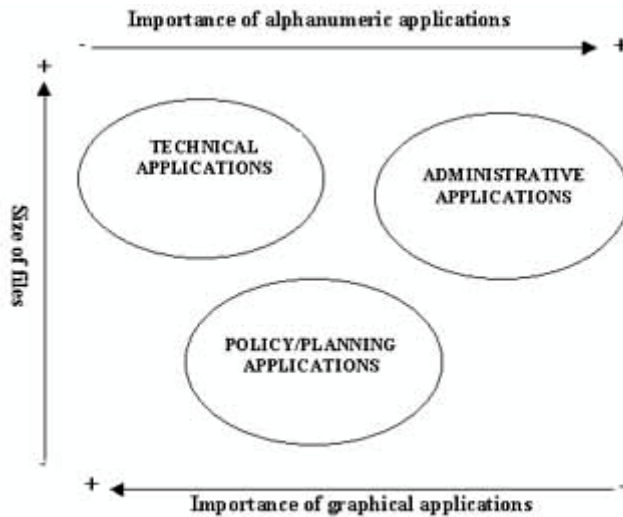 Importance of alphanumeric applications
- +
+
TECHNICAL
APPLICATIONS
ADMINISTRATIVE
APPLICATIONS
Size of files
POLICY/PLANNING
APPLICATIONS
-
+ -
Importance of graphical applications